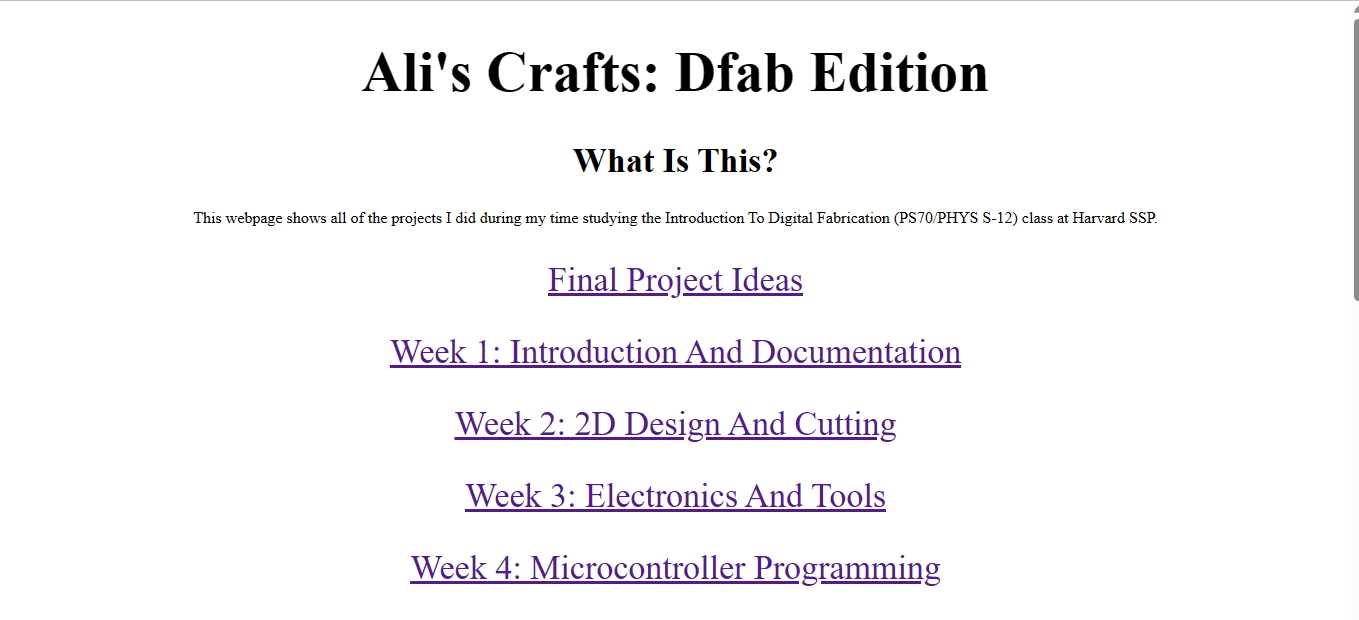 Ali's Crafts: Dfab Edition
What Is This?
This webpage shows all of the projects I did during my time studying the Introduction To Digital Fabrication (PS70/PHYS S-12) class at Harvard SSP.
Final Project Ideas
Week 1: Introduction And Documentation
Week 2: 2D Design And Cutting
Week 3: Electronics And Tools
Week 4: Microcontroller Programming